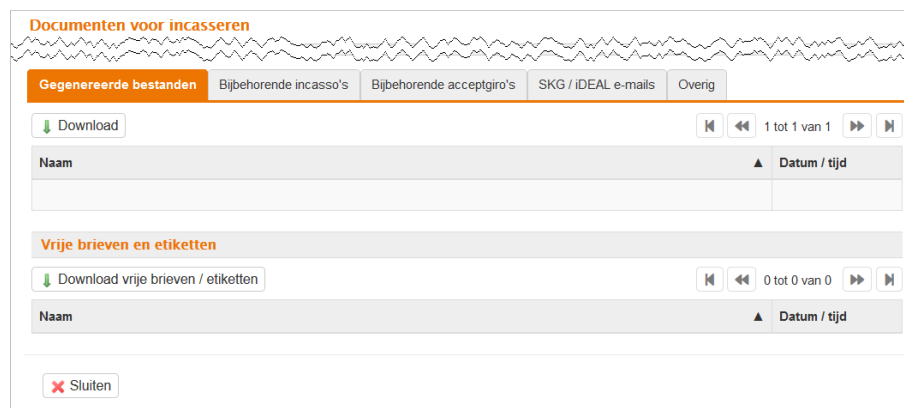 Documenten voor incasseren
Gegenereerde bestanden Bijbehorende incasso's Bijbehorende acceptgiro's SKG / iDEAL e-mails Overig
Download 1 tot 1 van 1
Naam Datum / tijd
Vrije brieven en etiketten
Download vrije brieven / etiketten 0 tot 0 van 0
Naam Datum / tijd
Sluiten